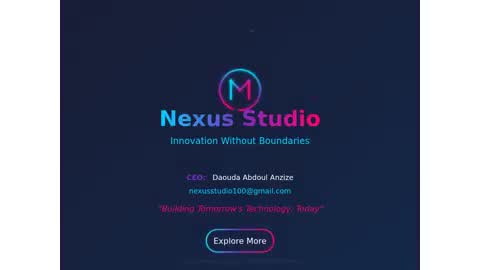 M
Nexus Studio
Innovation Without Boundaries
CEO: Daouda Abdoul Anzize
nexusstudio100@gmail.com
"Building Tomorrow's Technology, Today"
Explore More